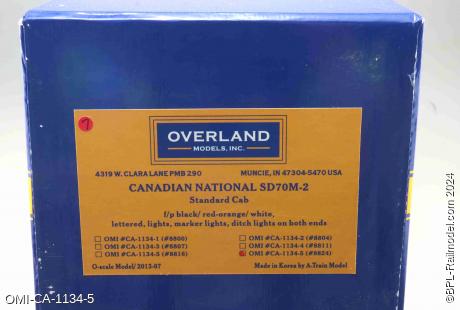 OVERLAND
MODELS, INC.
4319 W. CLARA LANE PMB 290 MUNCIE, IN 47304-5470 USA
CANADIAN NATIONAL SD70M-2
Standard Cab
f/p black/ red-orange/ white,
lettered, lights, marker lights, ditch lights on both ends
OMI #CA-1134-1 (#8800) OMI #CA-1134-2 (#8804)
OMI #CA-1134-3 (#8807) OMI #CA-1134-4 (#8811)
OMI #CA-1134-5 (#8816) OMI #CA-1134-5 (#8824)
O-scale Model/ 2013-07 Made in Korea by A-Train Model
OMI-CA-1134-5
©BPL-Railmodel.com 2024